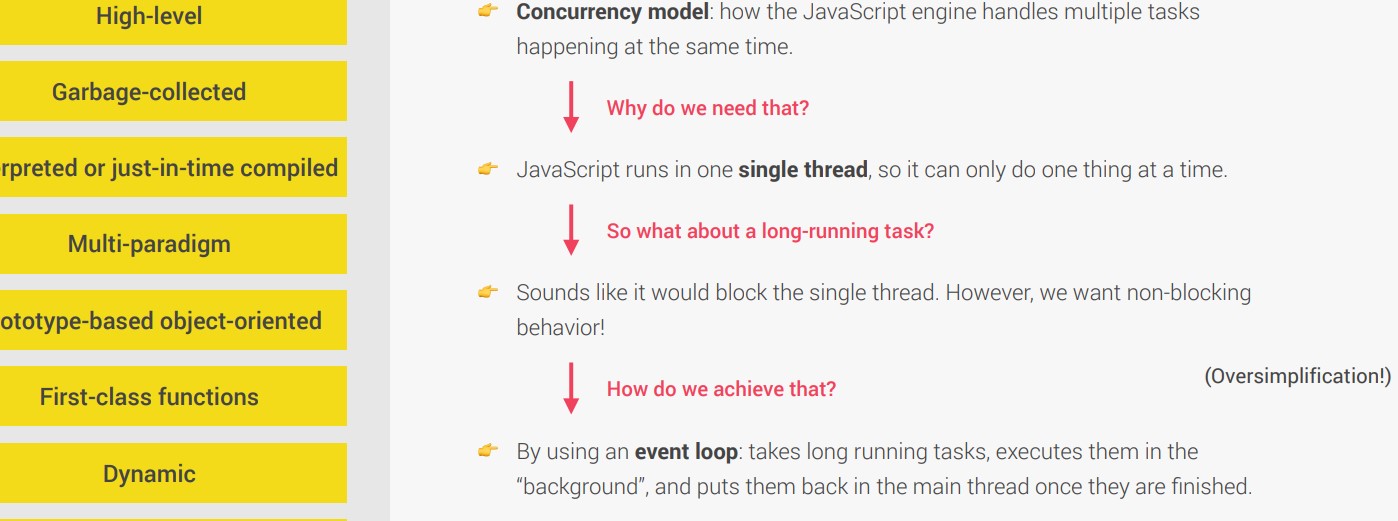 High-level
Garbage-collected
erpreted or just-in-time compiled
Multi-paradigm
ototype-based object-oriented
First-class functions
Dynamic
Concurrency model: how the JavaScript engine handles multiple tasks
happening at the same time.
Why do we need that?
JavaScript runs in one single thread, so it can only do one thing at a time.
So what about a long-running task?
Sounds like it would block the single thread. However, we want non-blocking
behavior!
(Oversimplification!)
How do we achieve that?
By using an event loop: takes long running tasks, executes them in the
“background”, and puts them back in the main thread once they are finished.